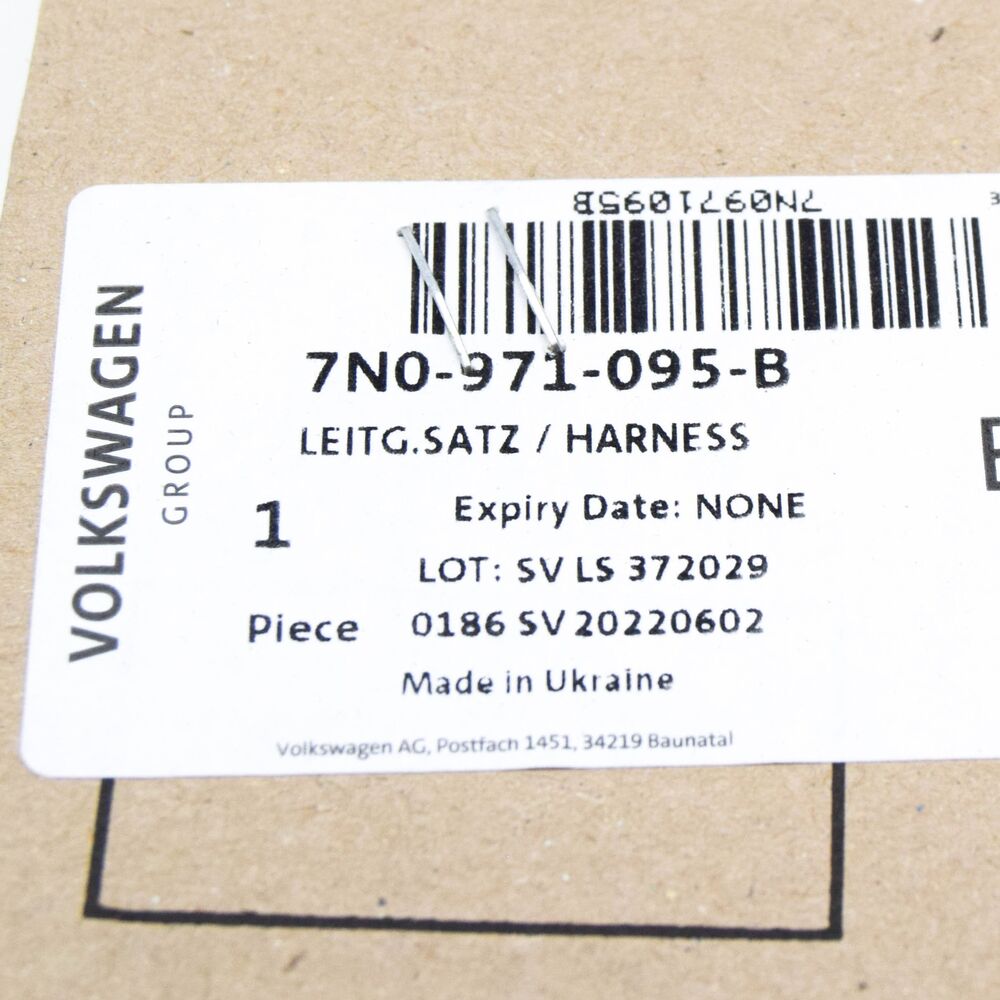 7N0971095B
7N0-971-095-B
LEITG.SATZ / HARNESS
VOLKSWAGEN
GROUP
1
Piece
Expiry Date: NONE
LOT: SV LS 372029
0186 SV 20220602
Made in Ukraine
Volkswagen AG, Postfach 1451, 34219 Baunatal